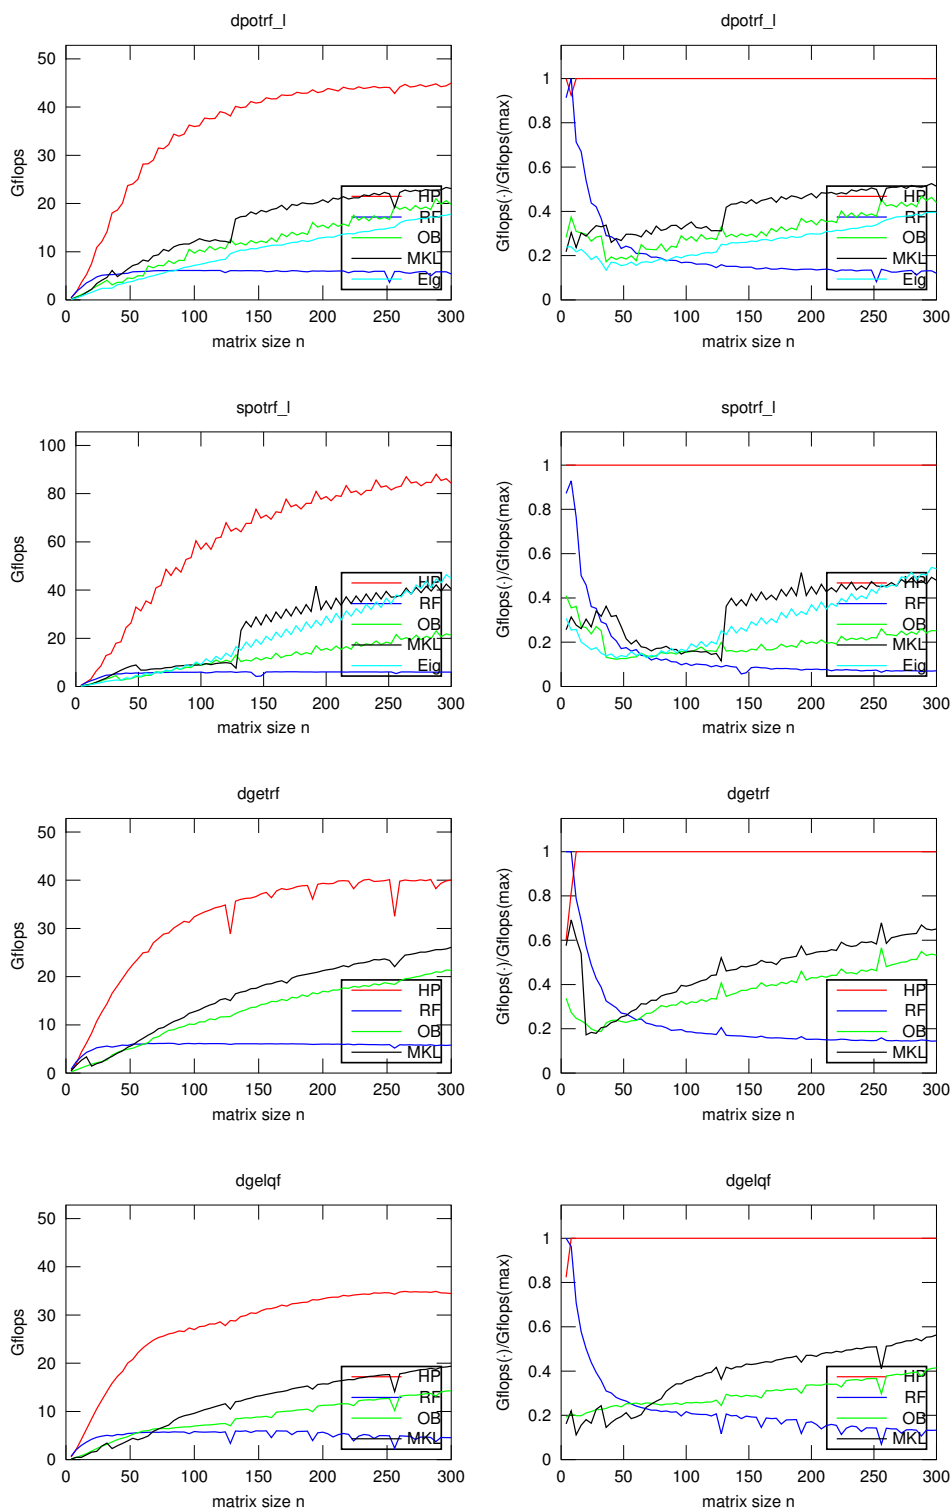 dpotrf_l
dpotrf_l
50
40
30
20
10
0
Gflops
HP
RF
OB
MKL
Eig
0 50 100 150 200 250 300
matrix size n
1
0.8
0.6
0.4
0.2
0
Gflops(·)/Gflops(max)
HP
RF
OB
MKL
Eig
0 50 100 150 200 250 300
matrix size n
spotrf_l
spotrf_l
100
80
60
40
20
0
Gflops
HP
RF
OB
MKL
Eig
0 50 100 150 200 250 300
matrix size n
1
0.8
0.6
0.4
0.2
0
Gflops(·)/Gflops(max)
HP
RF
OB
MKL
Eig
0 50 100 150 200 250 300
matrix size n
dgetrf
dgetrf
50
40
30
20
10
0
Gflops
HP
RF
OB
MKL
0 50 100 150 200 250 300
matrix size n
1
0.8
0.6
0.4
0.2
0
Gflops(·)/Gflops(max)
HP
RF
OB
MKL
0 50 100 150 200 250 300
matrix size n
dgelqf
dgelqf
50
40
30
20
10
0
Gflops
HP
RF
OB
MKL
0 50 100 150 200 250 300
matrix size n
1
0.8
0.6
0.4
0.2
0
Gflops(·)/Gflops(max)
HP
RF
OB
MKL
0 50 100 150 200 250 300
matrix size n